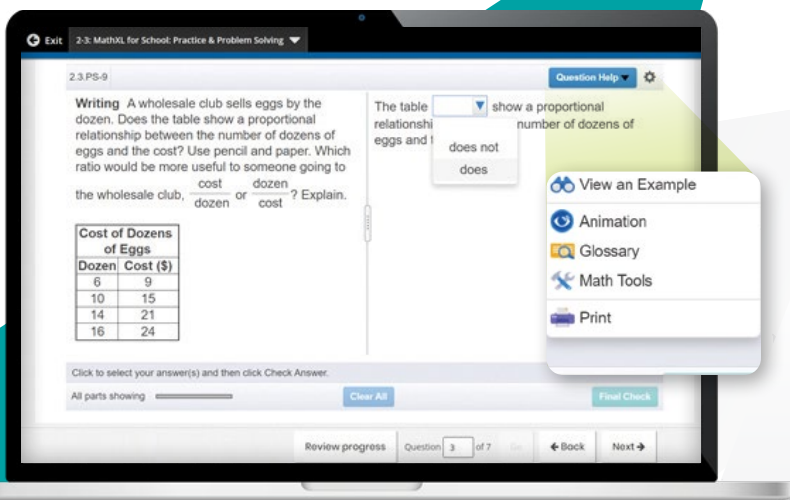 Exit 2-3: MathXL for School: Practice & Problem Solving
2.3.PS-9
Question Help
Writing A wholesale club sells eggs by the
dozen. Does the table show a proportional
relationship between the number of dozens of
eggs and the cost? Use pencil and paper. Which
ratio would be more useful to someone going to
the wholesale club, cost/dozen or dozen/cost? Explain.
Cost of Dozens
of Eggs
Dozen Cost ($)
6 9
10 15
14 21
16 24
The table show a proportional
relationshi number of dozens of
eggs and
does not
does
View an Example
Animation
Glossary
Math Tools
Print
Click to select your answer(s) and then click Check Answer.
All parts showing
Clear All
Final Check
Review progress Question 3 of 7 Go Back Next